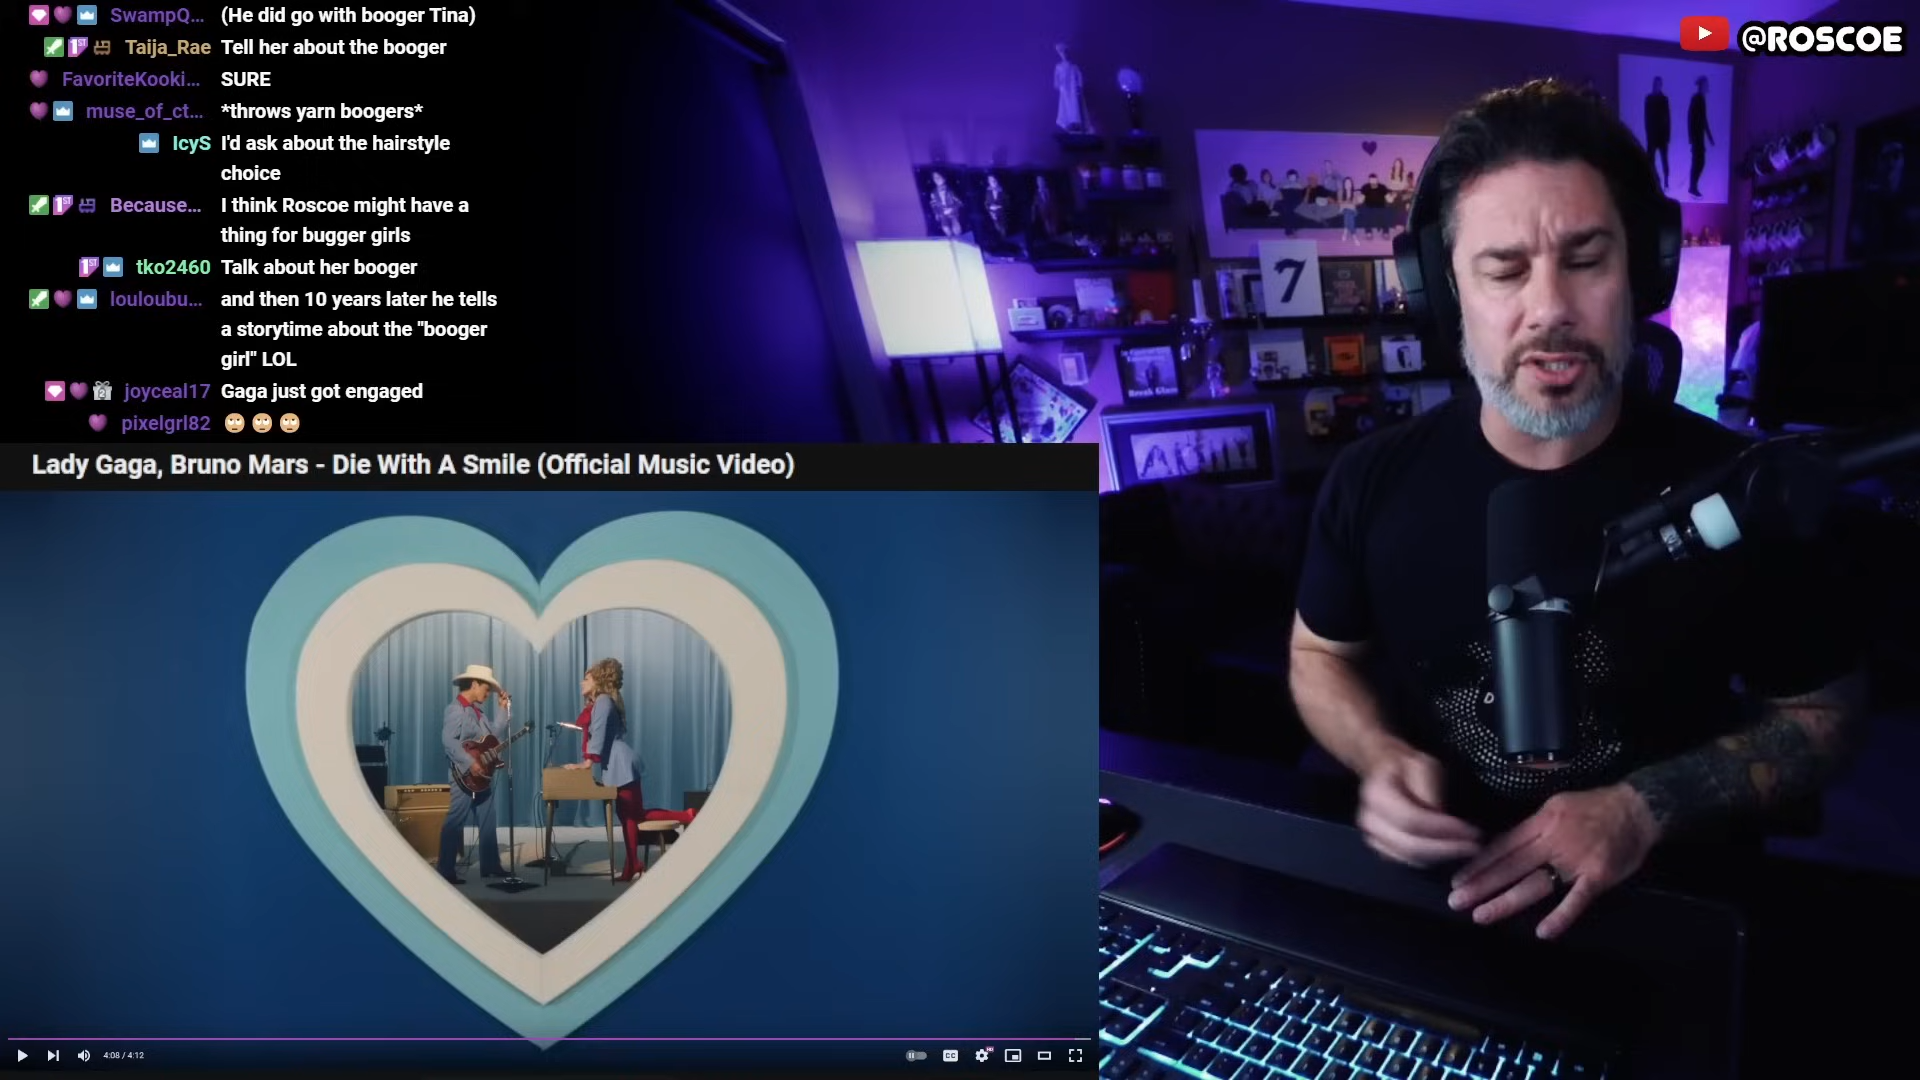 SwampQ... (He did go with booger Tina)
Taija_Rae Tell her about the booger
FavoriteKooki... SURE
muse_of_ct... *throws yarn boogers*
IcyS I'd ask about the hairstyle
choice
Because... I think Roscoe might have a
thing for bugger girls
tko2460 Talk about her booger
louloubu... and then 10 years later he tells
a storytime about the "booger
girl" LOL
joyceal17 Gaga just got engaged
pixelgrl82 🙄 🙄 🙄
@ROSCOE
7
Lady Gaga, Bruno Mars - Die With A Smile (Official Music Video)
4:08 / 4:12
CC